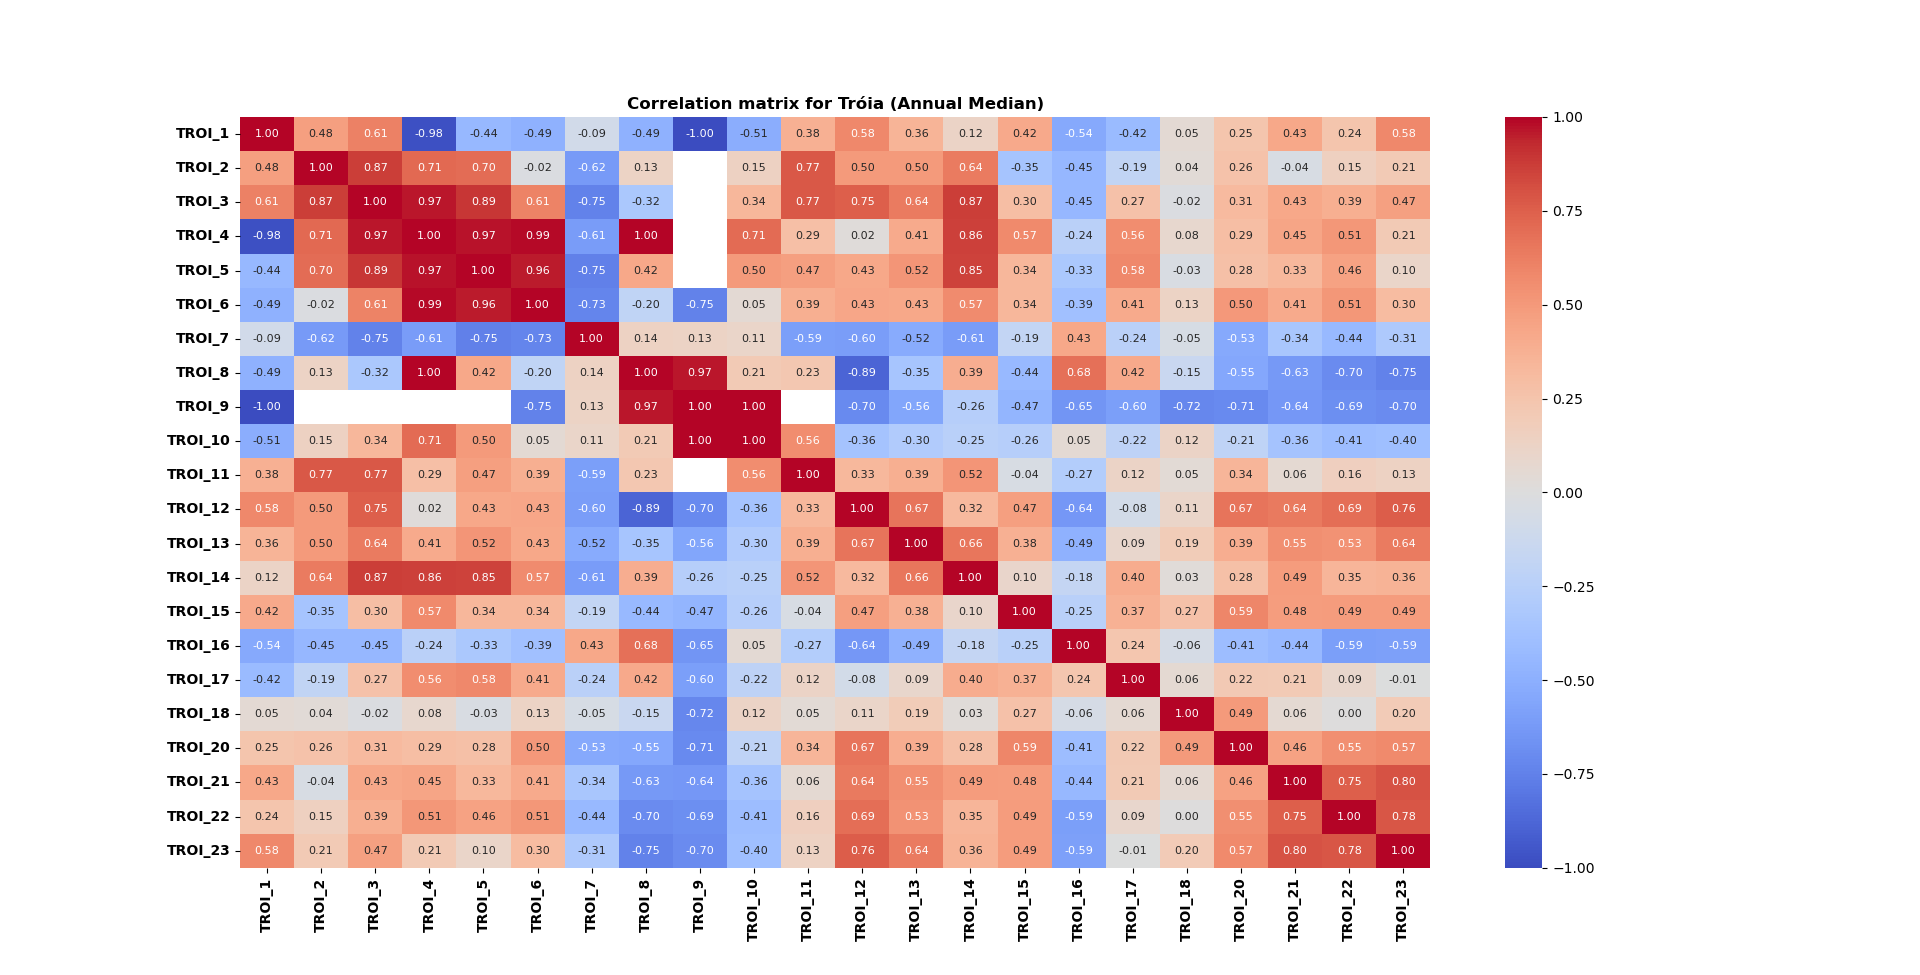 Correlation matrix for Tróia (Annual Median)
TROI_1 1.00 0.48 0.61 -0.98 -0.44 -0.49 -0.09 -0.49 -1.00 -0.51 0.38 0.58 0.36 0.12 0.42 -0.54 -0.42 0.05 0.25 0.43 0.24 0.58
TROI_2 0.48 1.00 0.87 0.71 0.70 -0.02 -0.62 0.13 0.15 0.77 0.50 0.50 0.64 -0.35 -0.45 -0.19 0.04 0.26 -0.04 0.15 0.21
TROI_3 0.61 0.87 1.00 0.97 0.89 0.61 -0.75 -0.32 0.34 0.77 0.75 0.64 0.87 0.30 -0.45 0.27 -0.02 0.31 0.43 0.39 0.47
TROI_4 -0.98 0.71 0.97 1.00 0.97 0.99 -0.61 1.00 0.71 0.29 0.02 0.41 0.86 0.57 -0.24 0.56 0.08 0.29 0.45 0.51 0.21
TROI_5 -0.44 0.70 0.89 0.97 1.00 0.96 -0.75 0.42 0.50 0.47 0.43 0.52 0.85 0.34 -0.33 0.58 -0.03 0.28 0.33 0.46 0.10
TROI_6 -0.49 -0.02 0.61 0.99 0.96 1.00 -0.73 -0.20 -0.75 0.05 0.39 0.43 0.43 0.57 0.34 -0.39 0.41 0.13 0.50 0.41 0.51 0.30
TROI_7 -0.09 -0.62 -0.75 -0.61 -0.75 -0.73 1.00 0.14 0.13 0.11 -0.59 -0.60 -0.52 -0.61 -0.19 0.43 -0.24 -0.05 -0.53 -0.34 -0.44 -0.31
TROI_8 -0.49 0.13 -0.32 1.00 0.42 -0.20 0.14 1.00 0.97 0.21 0.23 -0.89 -0.35 0.39 -0.44 0.68 0.42 -0.15 -0.55 -0.63 -0.70 -0.75
TROI_9 -1.00 -0.75 0.13 0.97 1.00 1.00 -0.70 -0.56 -0.26 -0.47 -0.65 -0.60 -0.72 -0.71 -0.64 -0.69 -0.70
TROI_10 -0.51 0.15 0.34 0.71 0.50 0.05 0.11 0.21 1.00 1.00 0.56 -0.36 -0.30 -0.25 -0.26 0.05 -0.22 0.12 -0.21 -0.36 -0.41 -0.40
TROI_11 0.38 0.77 0.77 0.29 0.47 0.39 -0.59 0.23 0.56 1.00 0.33 0.39 0.52 -0.04 -0.27 0.12 0.05 0.34 0.06 0.16 0.13
TROI_12 0.58 0.50 0.75 0.02 0.43 0.43 -0.60 -0.89 -0.70 -0.36 0.33 1.00 0.67 0.32 0.47 -0.64 -0.08 0.11 0.67 0.64 0.69 0.76
TROI_13 0.36 0.50 0.64 0.41 0.52 0.43 -0.52 -0.35 -0.56 -0.30 0.39 0.67 1.00 0.66 0.38 -0.49 0.09 0.19 0.39 0.55 0.53 0.64
TROI_14 0.12 0.64 0.87 0.86 0.85 0.57 -0.61 0.39 -0.26 -0.25 0.52 0.32 0.66 1.00 0.10 -0.18 0.40 0.03 0.28 0.49 0.35 0.36
TROI_15 0.42 -0.35 0.30 0.57 0.34 0.34 -0.19 -0.44 -0.47 -0.26 -0.04 0.47 0.38 0.10 1.00 -0.25 0.37 0.27 0.59 0.48 0.49 0.49
TROI_16 -0.54 -0.45 -0.45 -0.24 -0.33 -0.39 0.43 0.68 -0.65 0.05 -0.27 -0.64 -0.49 -0.18 -0.25 1.00 0.24 -0.06 -0.41 -0.44 -0.59 -0.59
TROI_17 -0.42 -0.19 0.27 0.56 0.58 0.41 -0.24 0.42 -0.60 -0.22 0.12 -0.08 0.09 0.40 0.37 0.24 1.00 0.06 0.22 0.21 0.09 -0.01
TROI_18 0.05 0.04 -0.02 0.08 -0.03 0.13 -0.05 -0.15 -0.72 0.12 0.05 0.11 0.19 0.03 0.27 -0.06 0.06 1.00 0.49 0.06 0.00 0.20
TROI_20 0.25 0.26 0.31 0.29 0.28 0.50 -0.53 -0.55 -0.71 -0.21 0.34 0.67 0.39 0.28 0.59 -0.41 0.22 0.49 1.00 0.46 0.55 0.57
TROI_21 0.43 -0.04 0.43 0.45 0.33 0.41 -0.34 -0.63 -0.64 -0.36 0.06 0.64 0.55 0.49 0.48 -0.44 0.21 0.06 0.46 1.00 0.75 0.80
TROI_22 0.24 0.15 0.39 0.51 0.46 0.51 -0.44 -0.70 -0.69 -0.41 0.16 0.69 0.53 0.35 0.49 -0.59 0.09 0.00 0.55 0.75 1.00 0.78
TROI_23 0.58 0.21 0.47 0.21 0.10 0.30 -0.31 -0.75 -0.70 -0.40 0.13 0.76 0.64 0.36 0.49 -0.59 -0.01 0.20 0.57 0.80 0.78 1.00
TROI_1 TROI_2 TROI_3 TROI_4 TROI_5 TROI_6 TROI_7 TROI_8 TROI_9 TROI_10 TROI_11 TROI_12 TROI_13 TROI_14 TROI_15 TROI_16 TROI_17 TROI_18 TROI_20 TROI_21 TROI_22 TROI_23
1.00
0.75
0.50
0.25
0.00
−0.25
−0.50
−0.75
−1.00